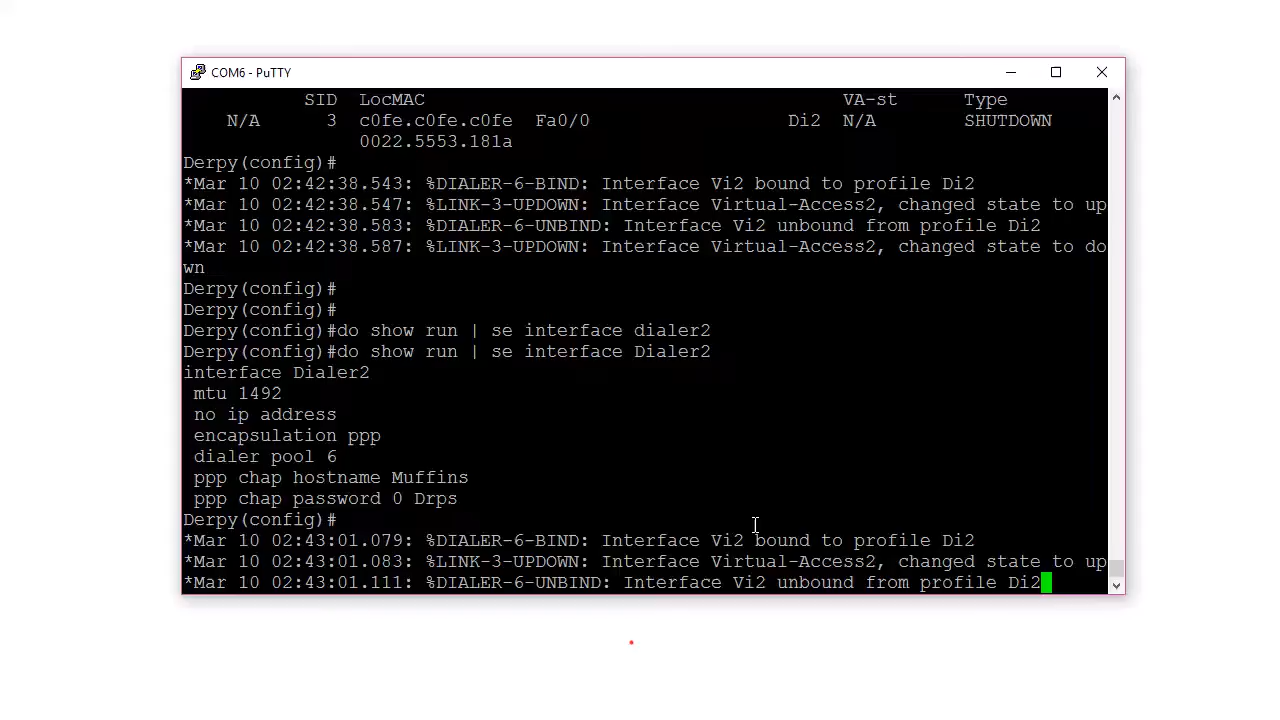 COM6 - PuTTY
SID LocMAC VA-st Type
N/A 3 c0fe.c0fe.c0fe Fa0/0 Di2 N/A SHUTDOWN
0022.5553.181a
Derpy(config)#
*Mar 10 02:42:38.543: %DIALER-6-BIND: Interface Vi2 bound to profile Di2
*Mar 10 02:42:38.547: %LINK-3-UPDOWN: Interface Virtual-Access2, changed state to up
*Mar 10 02:42:38.583: %DIALER-6-UNBIND: Interface Vi2 unbound from profile Di2
*Mar 10 02:42:38.587: %LINK-3-UPDOWN: Interface Virtual-Access2, changed state to do
wn
Derpy(config)#
Derpy(config)#
Derpy(config)#do show run | se interface dialer2
Derpy(config)#do show run | se interface Dialer2
interface Dialer2
mtu 1492
no ip address
encapsulation ppp
dialer pool 6
ppp chap hostname Muffins
ppp chap password 0 Drps
Derpy(config)#
*Mar 10 02:43:01.079: %DIALER-6-BIND: Interface Vi2 bound to profile Di2
*Mar 10 02:43:01.083: %LINK-3-UPDOWN: Interface Virtual-Access2, changed state to up
*Mar 10 02:43:01.111: %DIALER-6-UNBIND: Interface Vi2 unbound from profile Di2